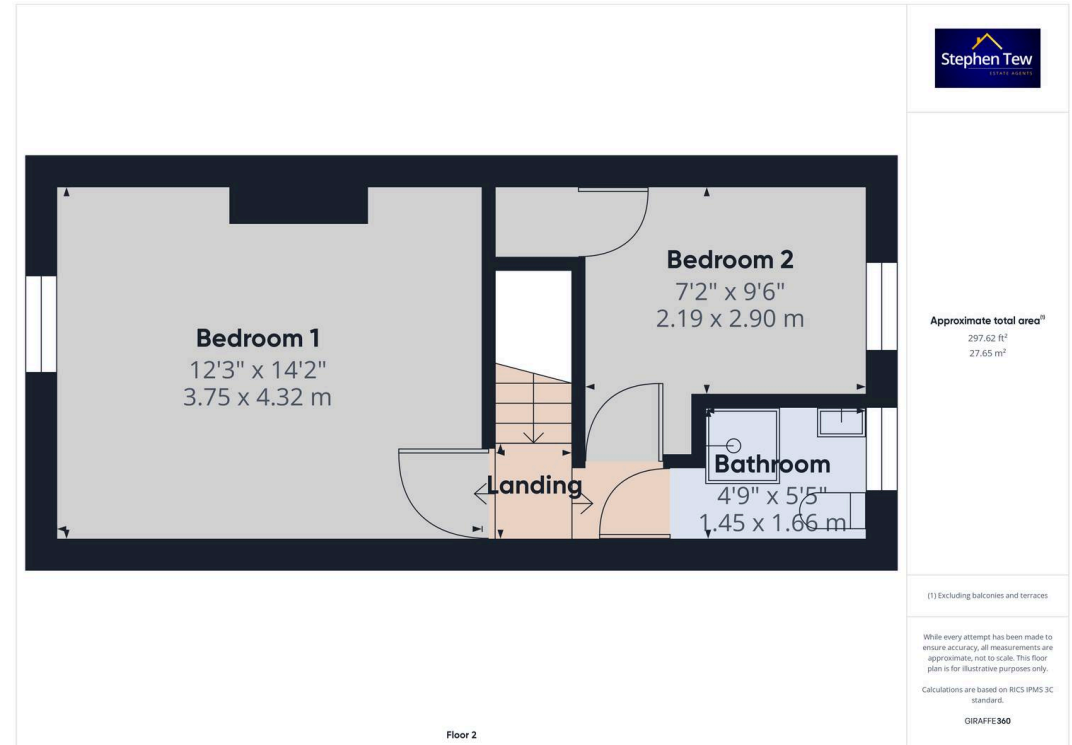 Stephen Tew
ESTATE AGENTS
Bedroom 1
12'3" x 14'2"
3.75 x 4.32 m
Bedroom 2
7'2" x 9'6"
2.19 x 2.90 m
Landing
Bathroom
4'9" x 5'5"
1.45 x 1.66 m
Floor 2
Approximate total area(1)
297.62 ft²
27.65 m²
(1) Excluding balconies and terraces
While every attempt has been made to
ensure accuracy, all measurements are
approximate, not to scale. This floor
plan is for illustrative purposes only.
Calculations are based on RICS IPMS 3C
standard.
GIRAFFE360